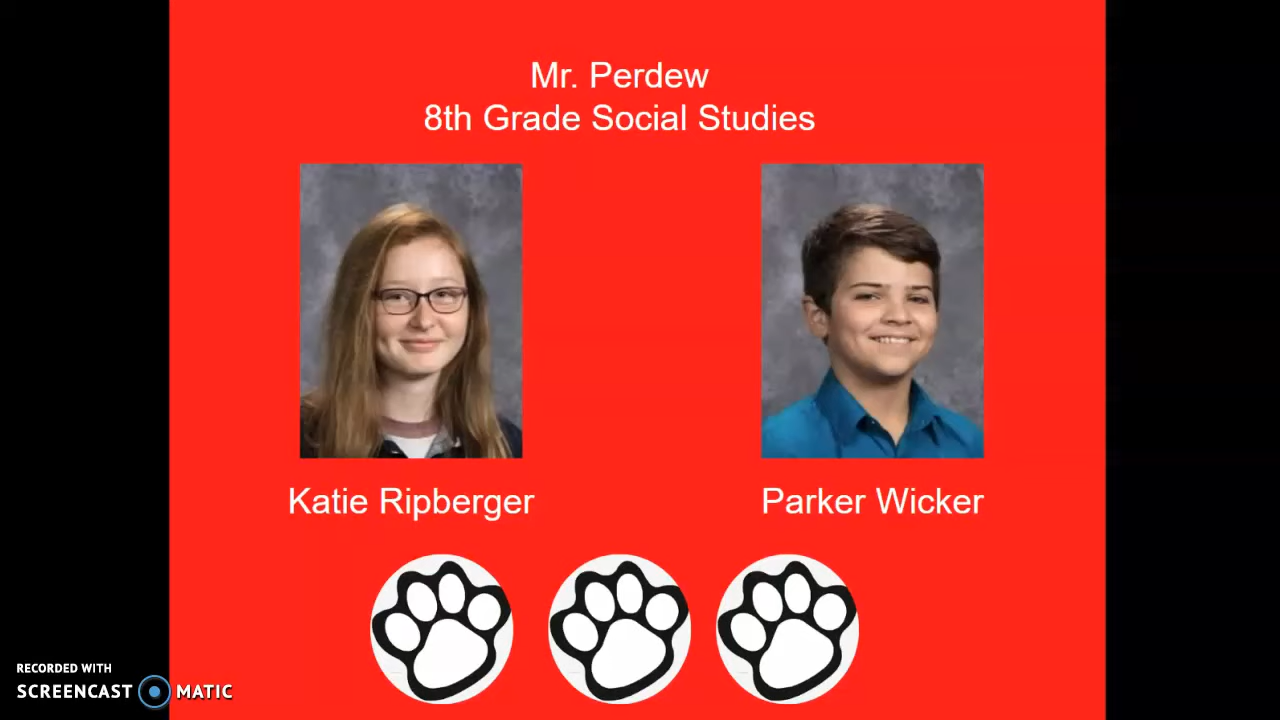 Mr. Perdew
8th Grade Social Studies
Katie Ripberger
Parker Wicker
RECORDED WITH
SCREENCAST MATIC